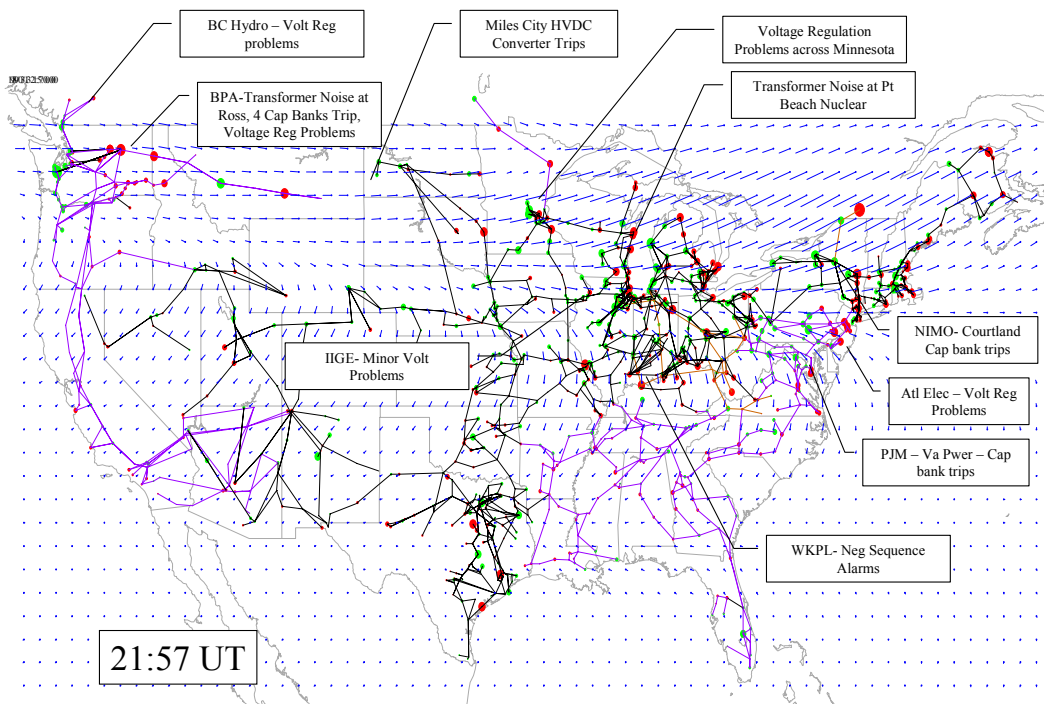 BC Hydro – Volt Reg
problems
Miles City HVDC
Converter Trips
Voltage Regulation
Problems across Minnesota
BPA-Transformer Noise at
Ross, 4 Cap Banks Trip,
Voltage Reg Problems
Transformer Noise at Pt
Beach Nuclear
IIGE- Minor Volt
Problems
NIMO- Courtland
Cap bank trips
Atl Elec – Volt Reg
Problems
PJM – Va Pwer – Cap
bank trips
WKPL- Neg Sequence
Alarms
21:57 UT